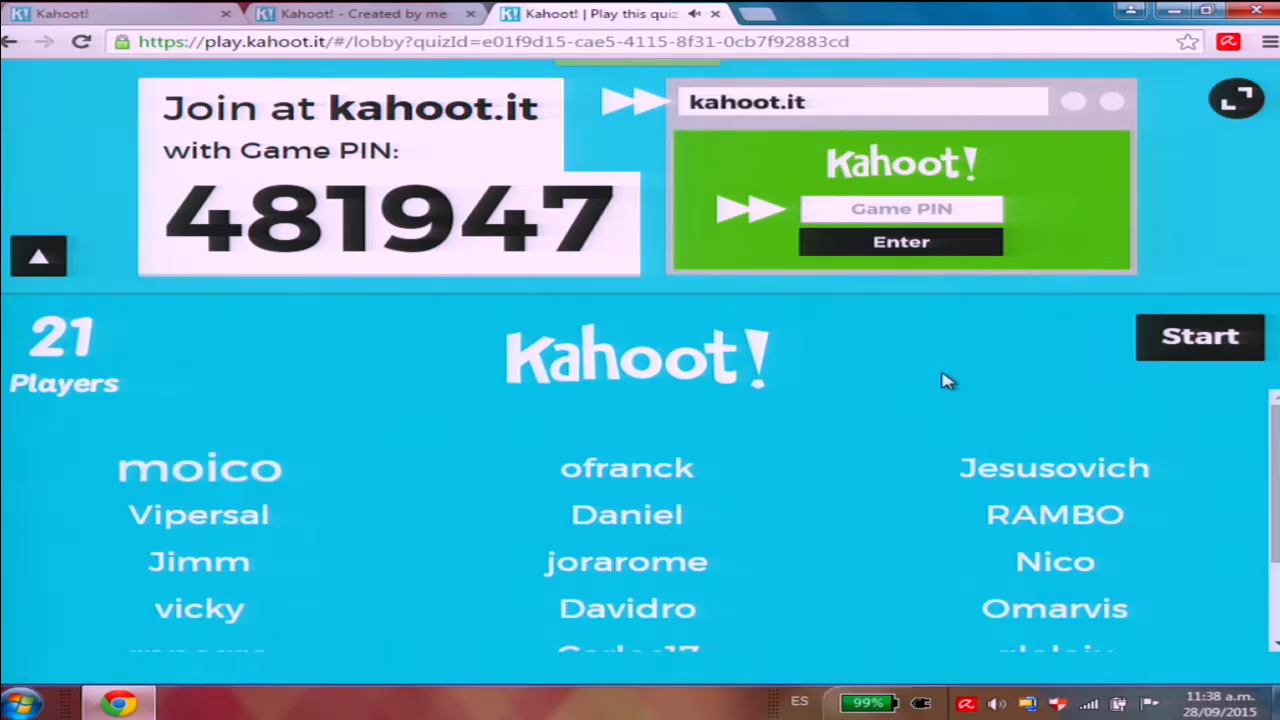 Kahoot!
Kahoot! - Created by me
Kahoot! | Play this quiz
https://play.kahoot.it/#/lobby?quizId=e01f9d15-cae5-4115-8f31-0cb7f92883cd
Join at kahoot.it
with Game PIN:
481947
kahoot.it
Kahoot!
Game PIN
Enter
21
Players
Kahoot!
Start
moico ofranck Jesusovich
Vipersal Daniel RAMBO
Jimm jorarome Nico
vicky Davidro Omarvis
Carlos17
ES
99%
11:38 a.m.
28/09/2015